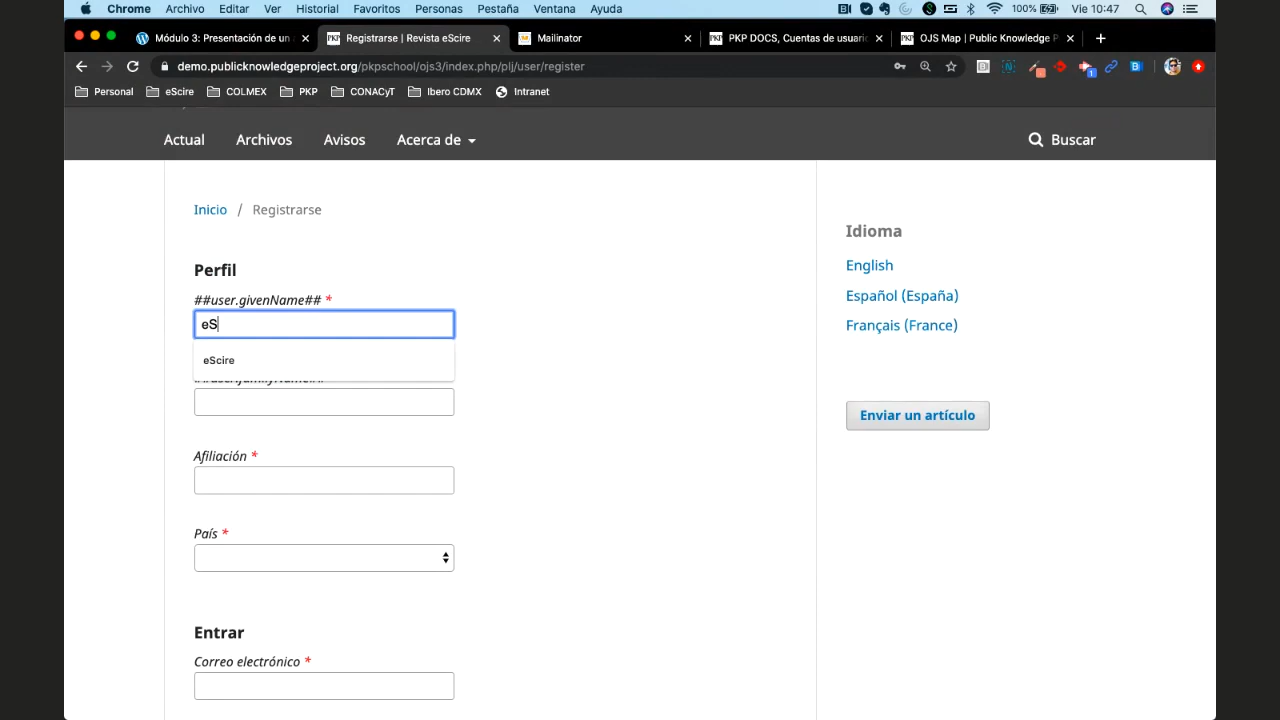 Chrome Archivo Editar Ver Historial Favoritos Personas Pestaña Ventana Ayuda 100% Vie 10:47
Módulo 3: Presentación de un Registrarse | Revista eScire Mailinator PKP DOCS, Cuentas de usuari OJS Map | Public Knowledge P
demo.publicknowledgeproject.org/pkpschool/ojs3/index.php/plj/user/register
Personal eScire COLMEX PKP CONACyT Ibero CDMX Intranet
Actual Archivos Avisos Acerca de Buscar
Inicio / Registrarse
Perfil
##user.givenName## *
eS
eScire
##user.familyName##
Afiliación *
País *
Entrar
Correo electrónico *
Idioma
English
Español (España)
Français (France)
Enviar un artículo